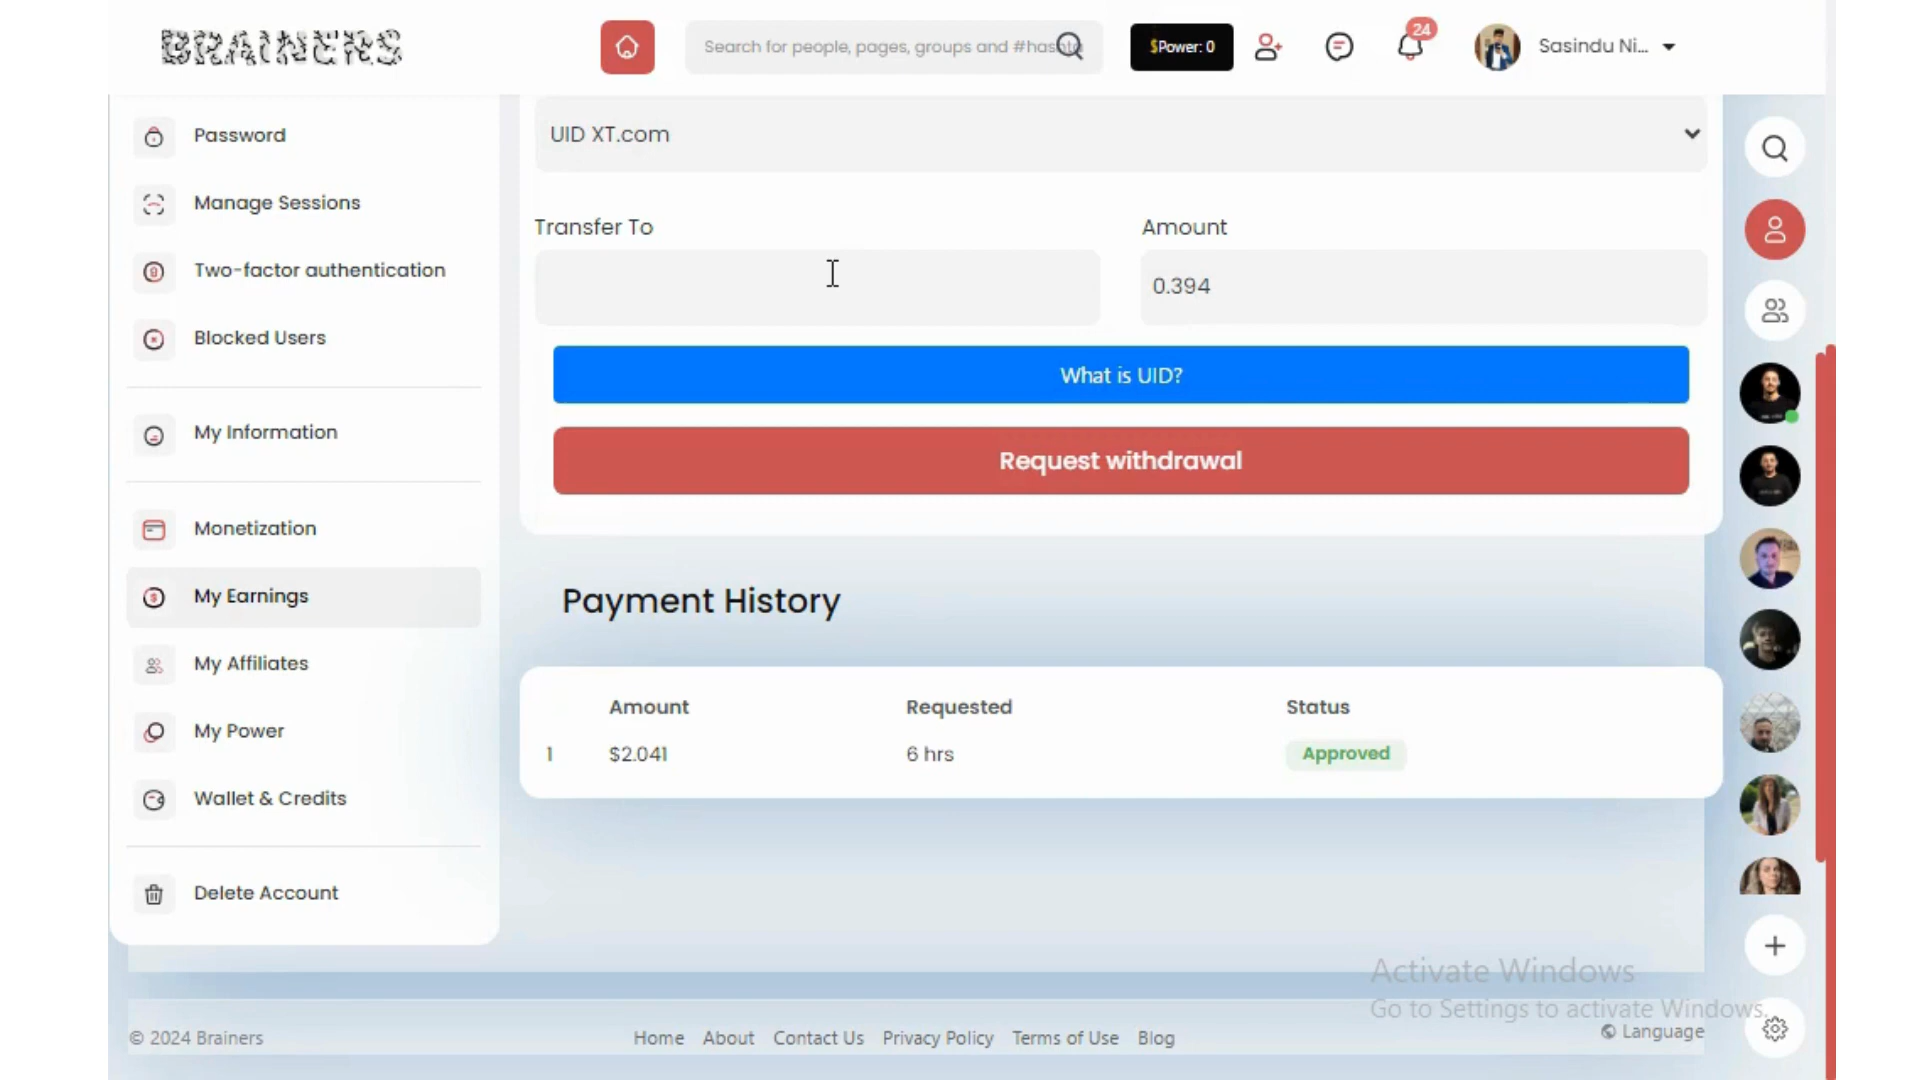 BRAINERS
Search for people, pages, groups and #hashta
$Power: 0
24
Sasindu Ni...
Password
Manage Sessions
Two-factor authentication
Blocked Users
My Information
Monetization
My Earnings
My Affiliates
My Power
Wallet & Credits
Delete Account
UID XT.com
Transfer To
Amount
0.394
What is UID?
Request withdrawal
Payment History
Amount Requested Status
1 $2.041 6 hrs Approved
Activate Windows
Go to Settings to activate Windows.
© 2024 Brainers
Home About Contact Us Privacy Policy Terms of Use Blog
Language